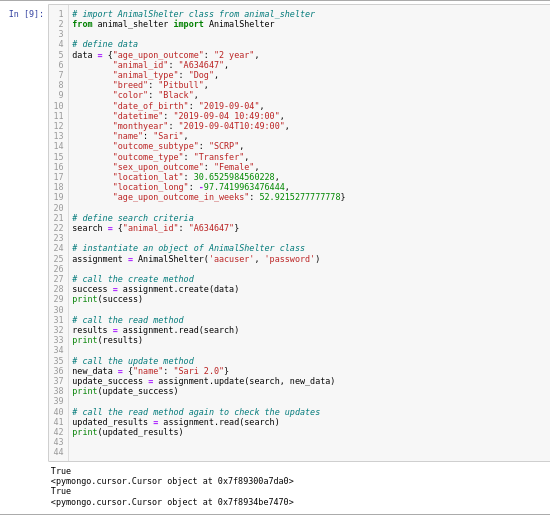 In [9]:
1 # import AnimalShelter class from animal_shelter
2 from animal_shelter import AnimalShelter
3
4 # define data
5 data = {"age_upon_outcome": "2 year",
6         "animal_id": "A634647",
7         "animal_type": "Dog",
8         "breed": "Pitbull",
9         "color": "Black",
10         "date_of_birth": "2019-09-04",
11         "datetime": "2019-09-04 10:49:00",
12         "monthyear": "2019-09-04T10:49:00",
13         "name": "Sari",
14         "outcome_subtype": "SCRP",
15         "outcome_type": "Transfer",
16         "sex_upon_outcome": "Female",
17         "location_lat": 30.6525984560228,
18         "location_long": -97.7419963476444,
19         "age_upon_outcome_in_weeks": 52.9215277777778}
20
21 # define search criteria
22 search = {"animal_id": "A634647"}
23
24 # instantiate an object of AnimalShelter class
25 assignment = AnimalShelter('aacuser', 'password')
26
27 # call the create method
28 success = assignment.create(data)
29 print(success)
30
31 # call the read method
32 results = assignment.read(search)
33 print(results)
34
35 # call the update method
36 new_data = {"name": "Sari 2.0"}
37 update_success = assignment.update(search, new_data)
38 print(update_success)
39
40 # call the read method again to check the updates
41 updated_results = assignment.read(search)
42 print(updated_results)
43
44
True
<pymongo.cursor.Cursor object at 0x7f89300a7da0>
True
<pymongo.cursor.Cursor object at 0x7f8934be7470>